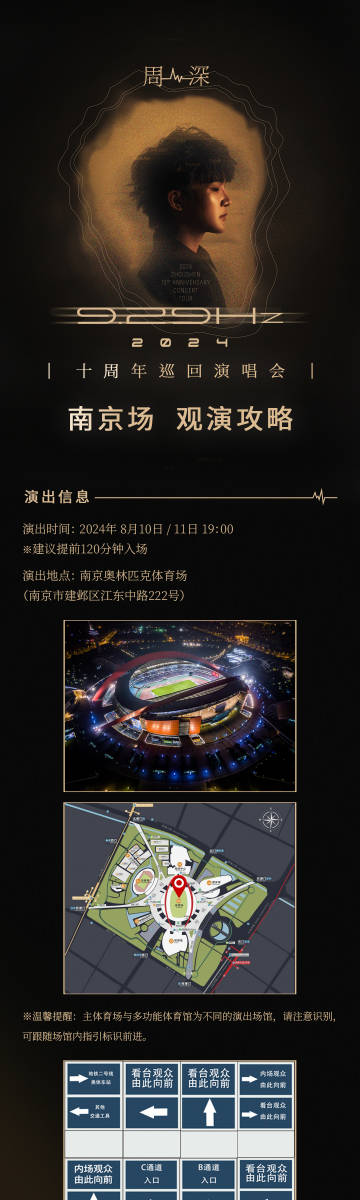 周深
2024
ZHOUSHEN
10TH ANNIVERSARY
CONCERT
TOUR
9.29Hz
2024
十周年巡回演唱会
南京场 观演攻略
演出信息
演出时间：2024年 8月10日 / 11日 19:00
※建议提前120分钟入场
演出地点：南京奥林匹克体育场
（南京市建邺区江东中路222号）
※温馨提醒：主体育场与多功能体育馆为不同的演出场馆，请注意识别，
可跟随场馆内指引标识前进。
地铁二号线
奥体东站
看台观众
由此向前
看台观众
由此向前
内场观众
由此向前
其他
交通工具
看台观众
由此向前
内场观众
由此向前
C通道
入口
B通道
入口
看台观众
由此向前